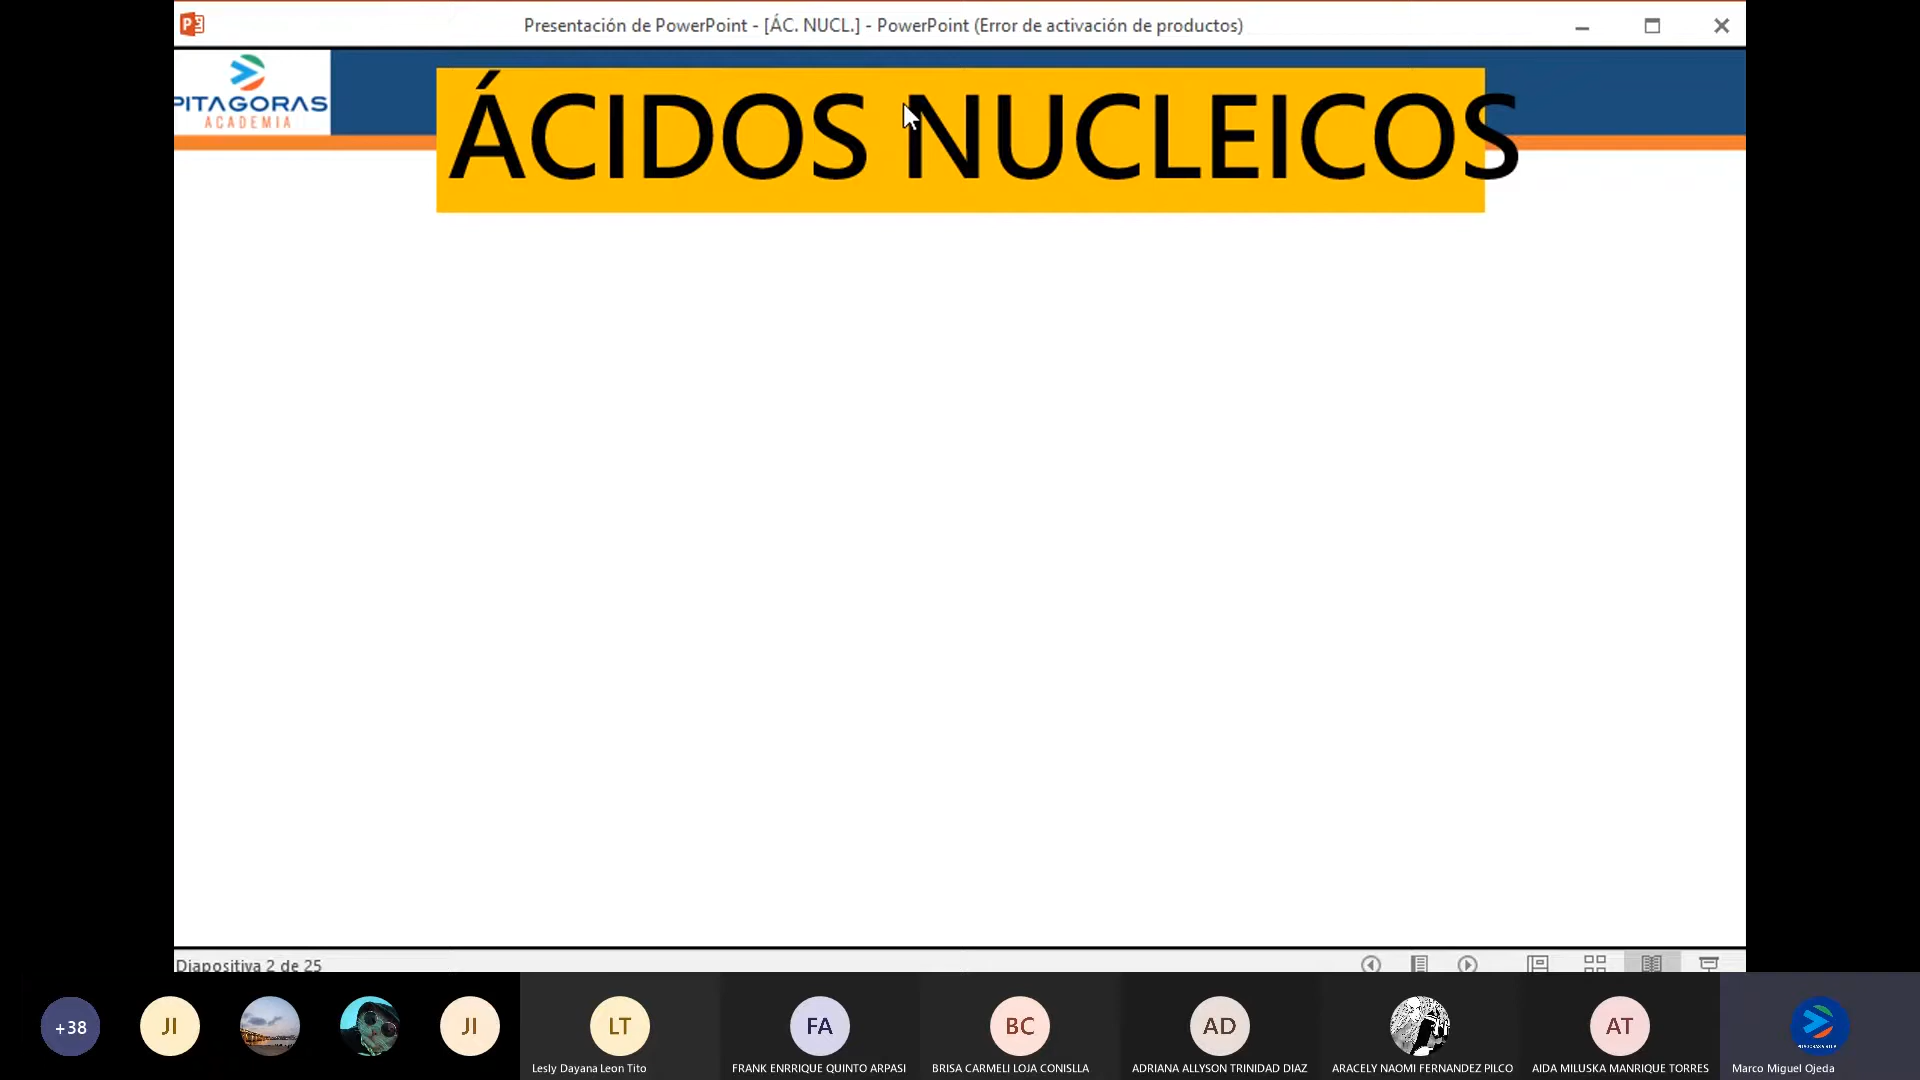 Presentación de PowerPoint - [ÁC. NUCL.] - PowerPoint (Error de activación de productos)
PITAGORAS
ACADEMIA
ÁCIDOS NUCLEICOS
Diapositiva 2 de 25
+38
JI
JI
LT
FA
BC
AD
AT
Lesly Dayana Leon Tito
FRANK ENRRIQUE QUINTO ARPASI
BRISA CARMELI LOJA CONISLLA
ADRIANA ALLYSON TRINIDAD DIAZ
ARACELY NAOMI FERNANDEZ PILCO
AIDA MILUSKA MANRIQUE TORRES
Marco Miguel Ojeda